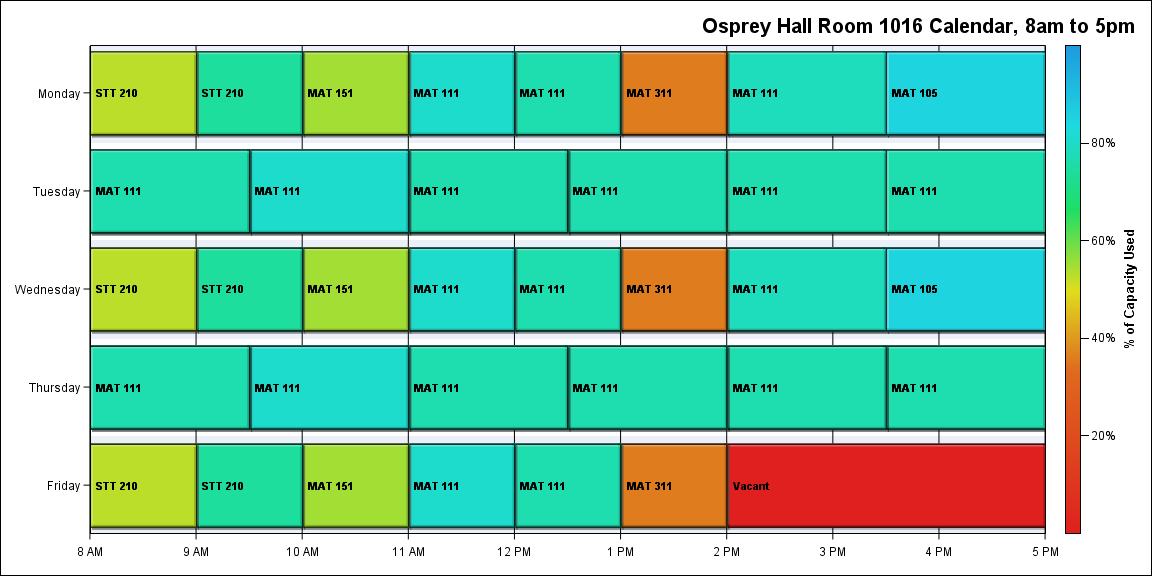 Osprey Hall Room 1016 Calendar, 8am to 5pm
Monday
STT 210
STT 210
MAT 151
MAT 111
MAT 111
MAT 311
MAT 111
MAT 105
Tuesday
MAT 111
MAT 111
MAT 111
MAT 111
MAT 111
MAT 111
Wednesday
STT 210
STT 210
MAT 151
MAT 111
MAT 111
MAT 311
MAT 111
MAT 105
Thursday
MAT 111
MAT 111
MAT 111
MAT 111
MAT 111
MAT 111
Friday
STT 210
STT 210
MAT 151
MAT 111
MAT 111
MAT 311
Vacant
8 AM
9 AM
10 AM
11 AM
12 PM
1 PM
2 PM
3 PM
4 PM
5 PM
80%
60%
40%
20%
% of Capacity Used